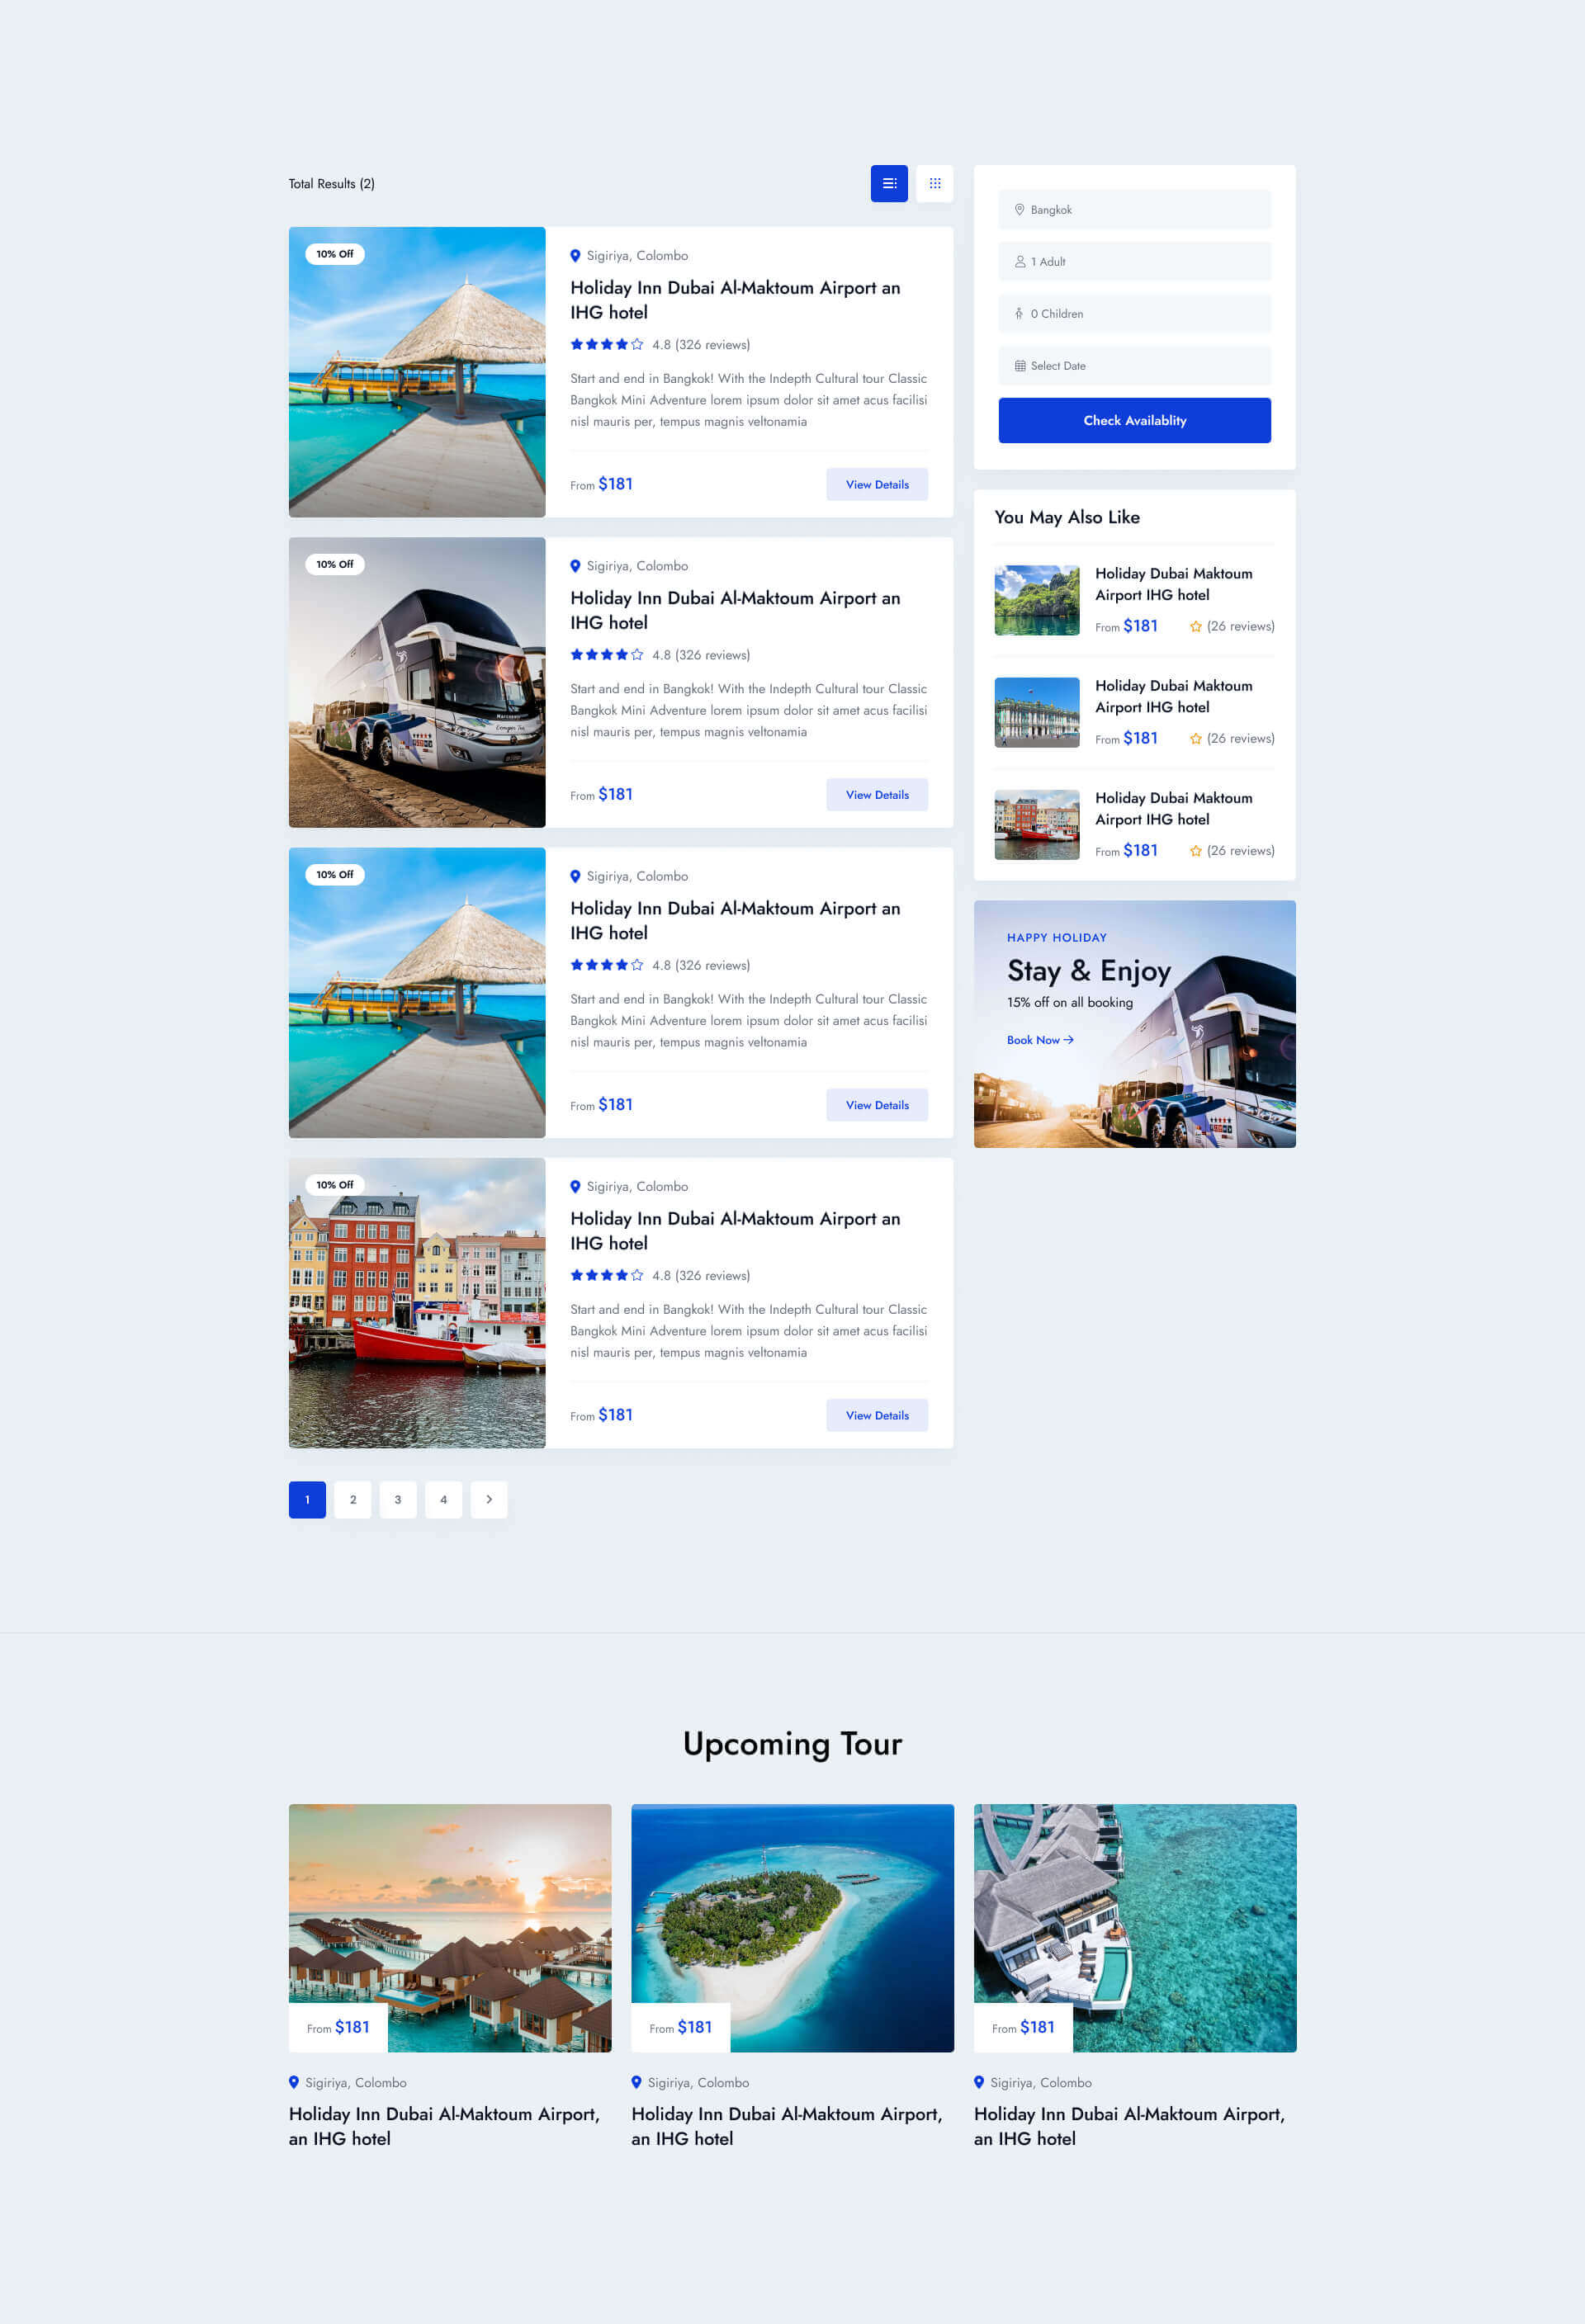 Total Results (2)
10% Off
Sigiriya, Colombo
Holiday Inn Dubai Al-Maktoum Airport an
IHG hotel
4.8 (326 reviews)
Start and end in Bangkok! With the Indepth Cultural tour Classic
Bangkok Mini Adventure lorem ipsum dolor sit amet acus facilisi
nisl mauris per, tempus magnis veltonamia
From $181
View Details
10% Off
Sigiriya, Colombo
Holiday Inn Dubai Al-Maktoum Airport an
IHG hotel
4.8 (326 reviews)
Start and end in Bangkok! With the Indepth Cultural tour Classic
Bangkok Mini Adventure lorem ipsum dolor sit amet acus facilisi
nisl mauris per, tempus magnis veltonamia
From $181
View Details
10% Off
Sigiriya, Colombo
Holiday Inn Dubai Al-Maktoum Airport an
IHG hotel
4.8 (326 reviews)
Start and end in Bangkok! With the Indepth Cultural tour Classic
Bangkok Mini Adventure lorem ipsum dolor sit amet acus facilisi
nisl mauris per, tempus magnis veltonamia
From $181
View Details
10% Off
Sigiriya, Colombo
Holiday Inn Dubai Al-Maktoum Airport an
IHG hotel
4.8 (326 reviews)
Start and end in Bangkok! With the Indepth Cultural tour Classic
Bangkok Mini Adventure lorem ipsum dolor sit amet acus facilisi
nisl mauris per, tempus magnis veltonamia
From $181
View Details
1
2
3
4
Bangkok
1 Adult
0 Children
Select Date
Check Availablity
You May Also Like
Holiday Dubai Maktoum
Airport IHG hotel
From $181
(26 reviews)
Holiday Dubai Maktoum
Airport IHG hotel
From $181
(26 reviews)
Holiday Dubai Maktoum
Airport IHG hotel
From $181
(26 reviews)
HAPPY HOLIDAY
Stay & Enjoy
15% off on all booking
Book Now
Upcoming Tour
From $181
Sigiriya, Colombo
Holiday Inn Dubai Al-Maktoum Airport,
an IHG hotel
From $181
Sigiriya, Colombo
Holiday Inn Dubai Al-Maktoum Airport,
an IHG hotel
From $181
Sigiriya, Colombo
Holiday Inn Dubai Al-Maktoum Airport,
an IHG hotel